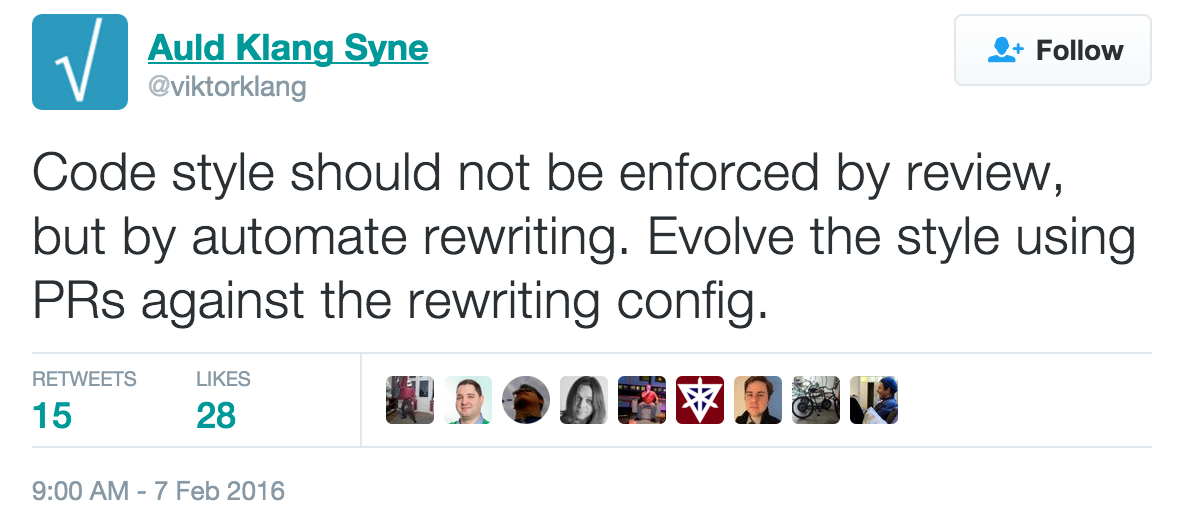 Auld Klang Syne
@viktorklang
Follow
Code style should not be enforced by review,
but by automate rewriting. Evolve the style using
PRs against the rewriting config.
RETWEETS LIKES
15 28
9:00 AM - 7 Feb 2016